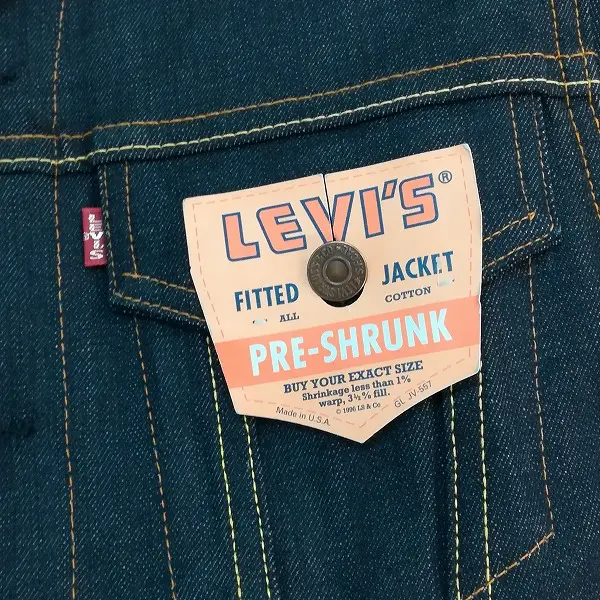 LEVI'S®
FITTED JACKET
ALL COTTON
PRE-SHRUNK
BUY YOUR EXACT SIZE
Shrinkage less than 1%
warp, 3½% fill.
© 1996 LS & Co
Made in U.S.A. GL JV-557
LEVI'S